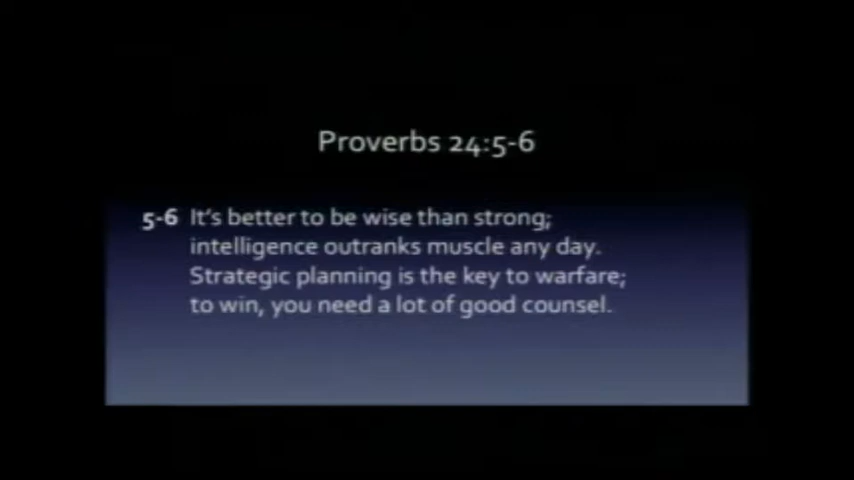 Proverbs 24:5-6
5-6 It's better to be wise than strong;
intelligence outranks muscle any day.
Strategic planning is the key to warfare;
to win, you need a lot of good counsel.